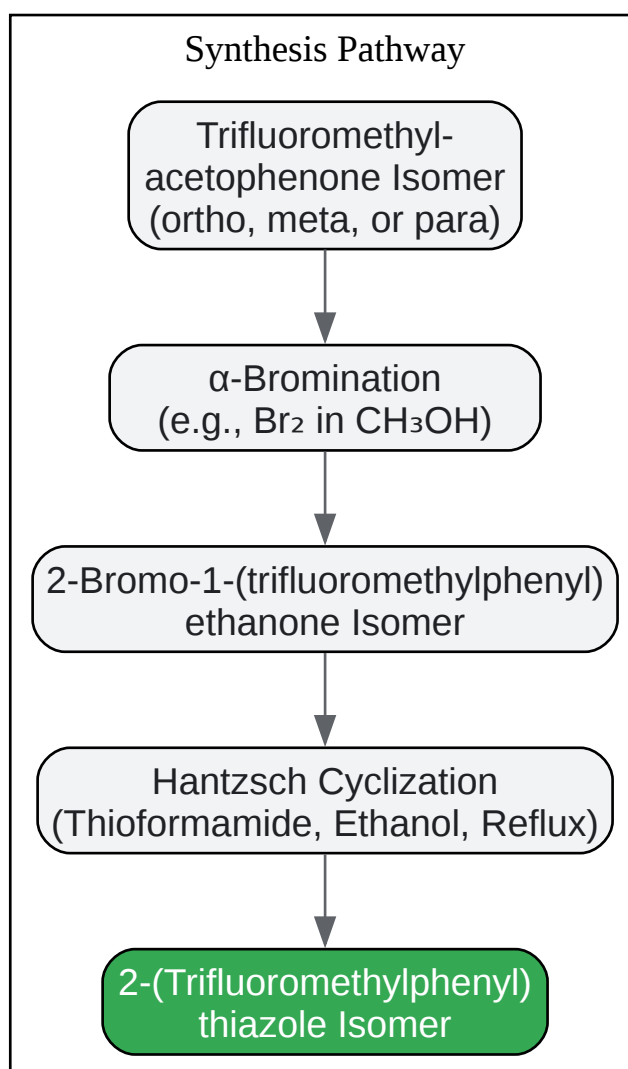 Synthesis Pathway
Trifluoromethyl-
acetophenone Isomer
(ortho, meta, or para)
α-Bromination
(e.g., Br₂ in CH₃OH)
2-Bromo-1-(trifluoromethylphenyl)
ethanone Isomer
Hantzsch Cyclization
(Thioformamide, Ethanol, Reflux)
2-(Trifluoromethylphenyl)
thiazole Isomer